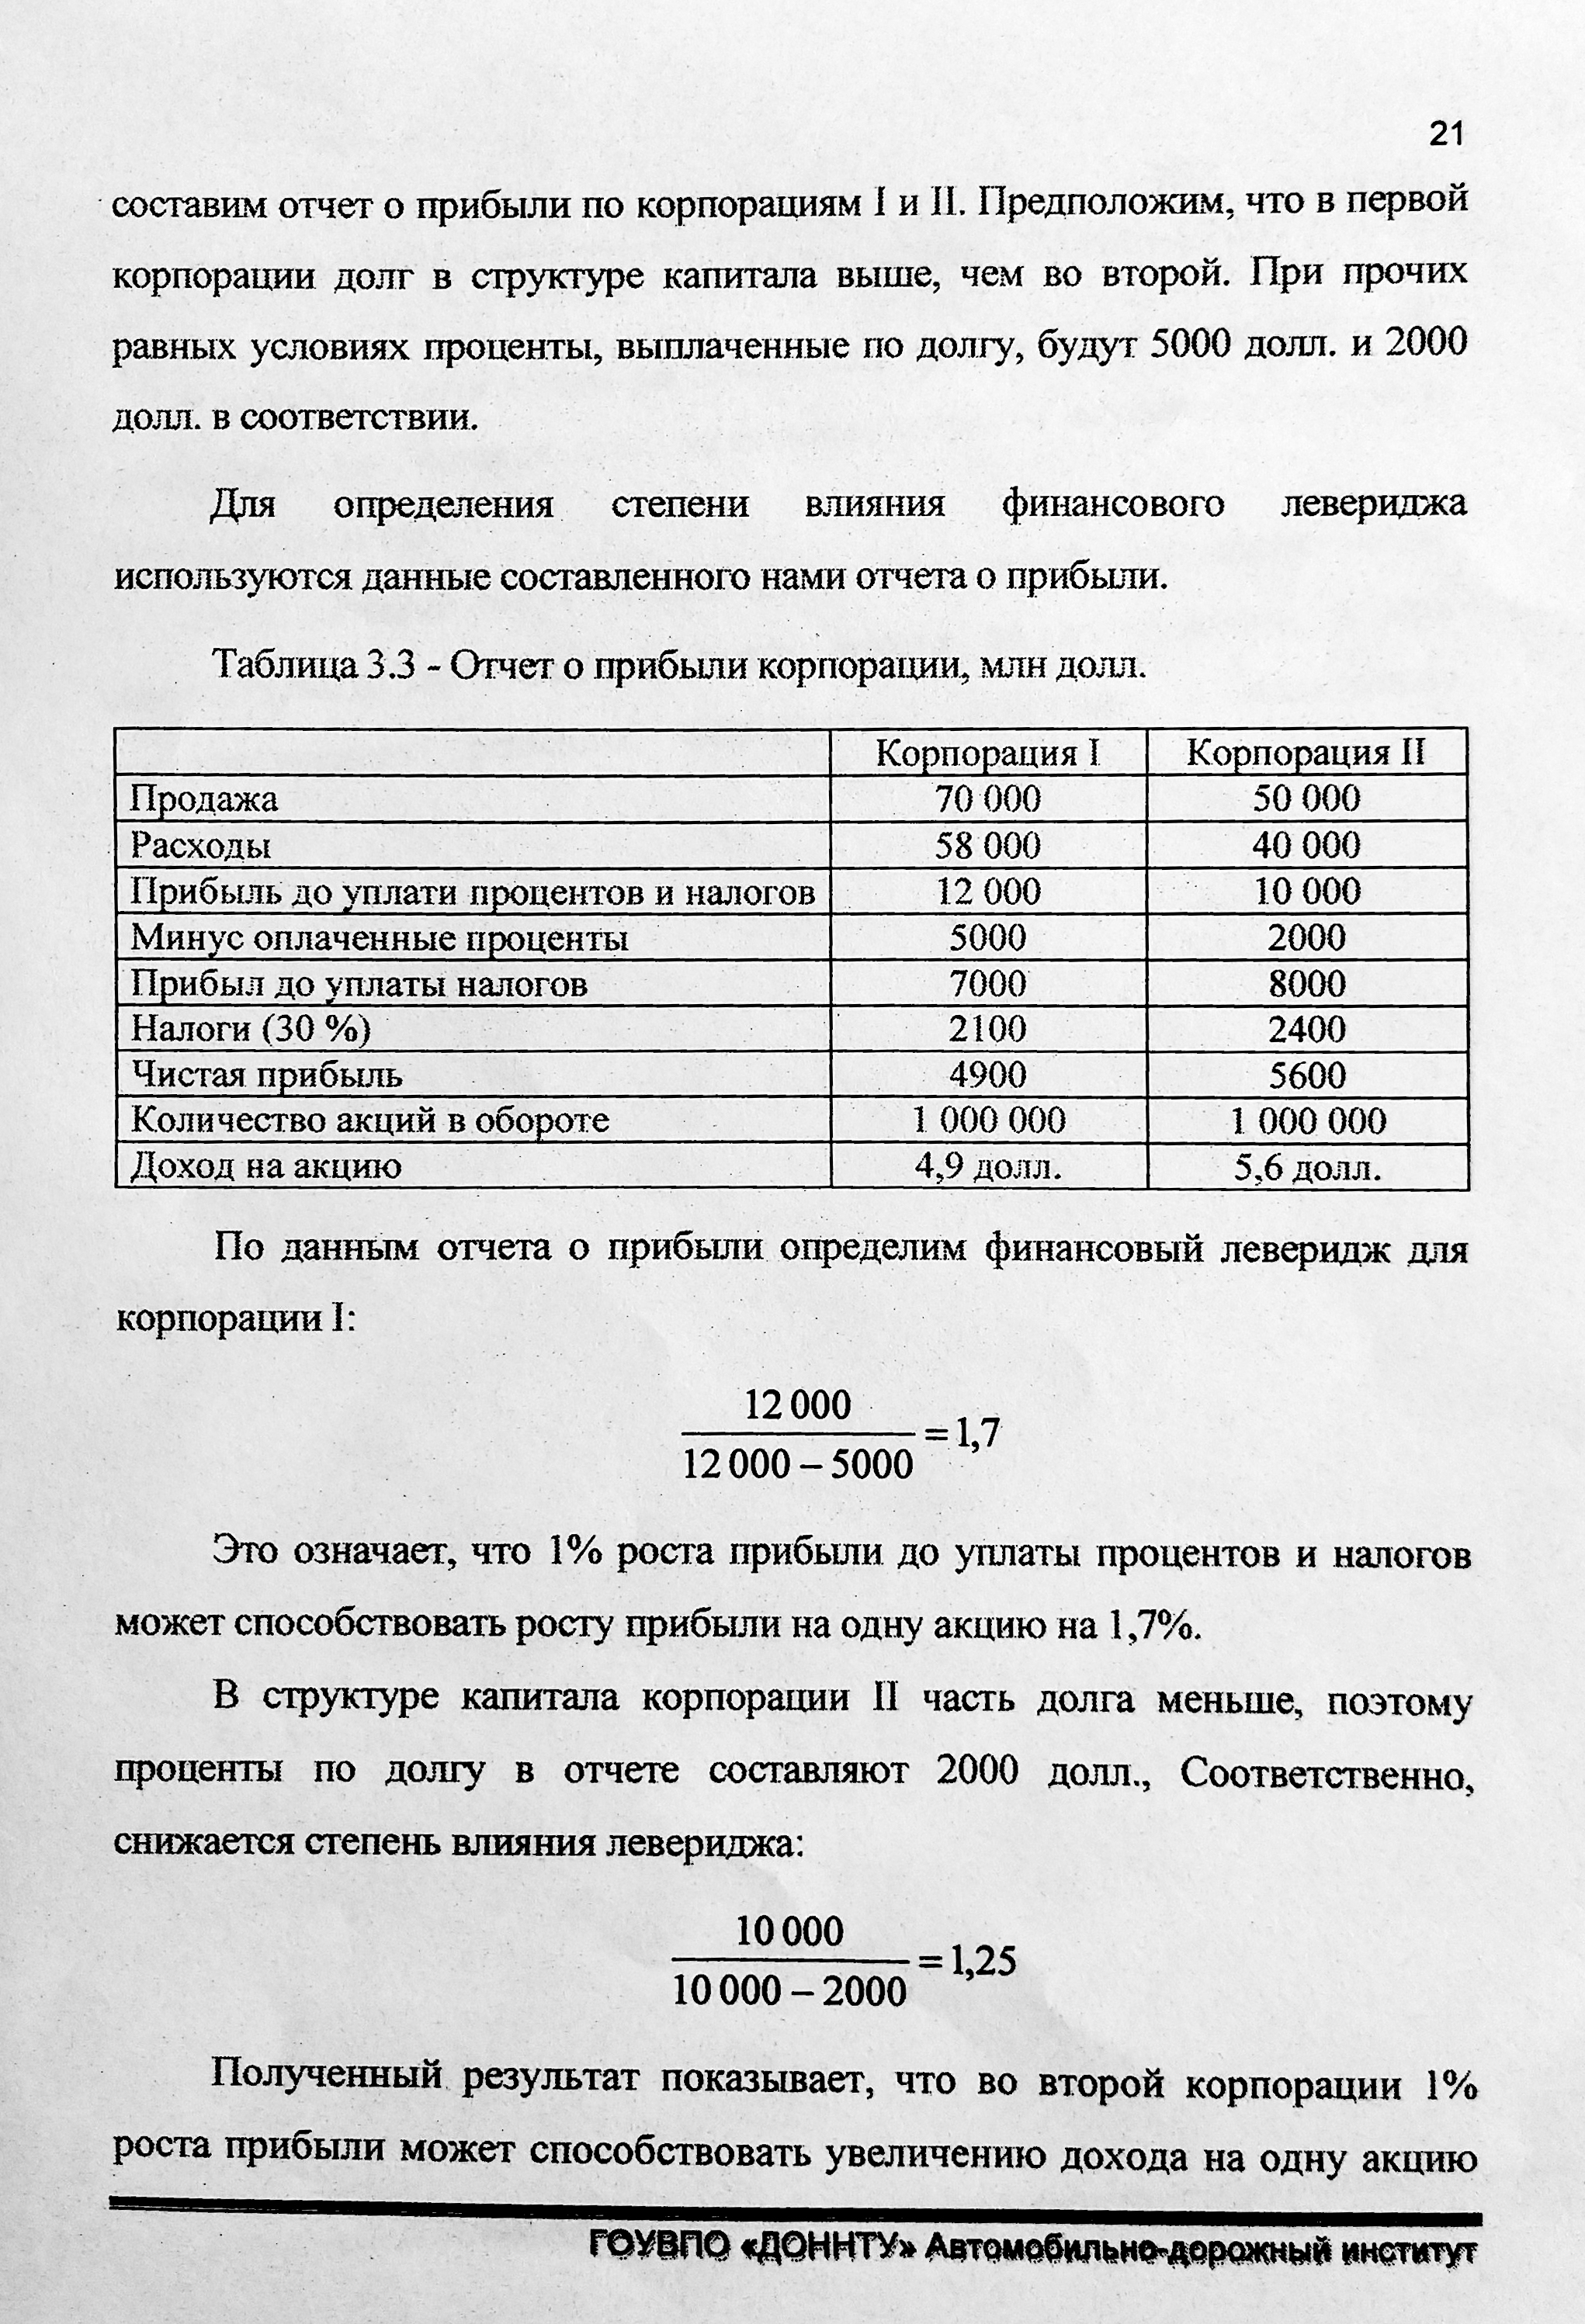 21
составим отчет о прибыли по корпорациям I и II. Предположим, что в первой
корпорации долг в структуре капитала выше, чем во второй. При прочих
равных условиях проценты, выплаченные по долгу, будут 5000 долл. и 2000
долл. в соответствии.
Для определения степени влияния финансового левериджа
используются данные составленного нами отчета о прибыли.
Таблица 3.3 - Отчет о прибыли корпорации, млн долл.
Корпорация I Корпорация II
Продажа 70 000 50 000
Расходы 58 000 40 000
Прибыль до уплати процентов и налогов 12 000 10 000
Минус оплаченные проценты 5000 2000
Прибыл до уплаты налогов 7000 8000
Налоги (30 %) 2100 2400
Чистая прибыль 4900 5600
Количество акций в обороте 1 000 000 1 000 000
Доход на акцию 4,9 долл. 5,6 долл.
По данным отчета о прибыли определим финансовый леверидж для
корпорации I:
12 000
12 000 – 5000 = 1,7
Это означает, что 1% роста прибыли до уплаты процентов и налогов
может способствовать росту прибыли на одну акцию на 1,7%.
В структуре капитала корпорации II часть долга меньше, поэтому
проценты по долгу в отчете составляют 2000 долл., Соответственно,
снижается степень влияния левериджа:
10 000
10 000 – 2000 = 1,25
Полученный результат показывает, что во второй корпорации 1%
роста прибыли может способствовать увеличению дохода на одну акцию
ГОУВПО «ДОННТУ» Автомобильно-дорожный институт